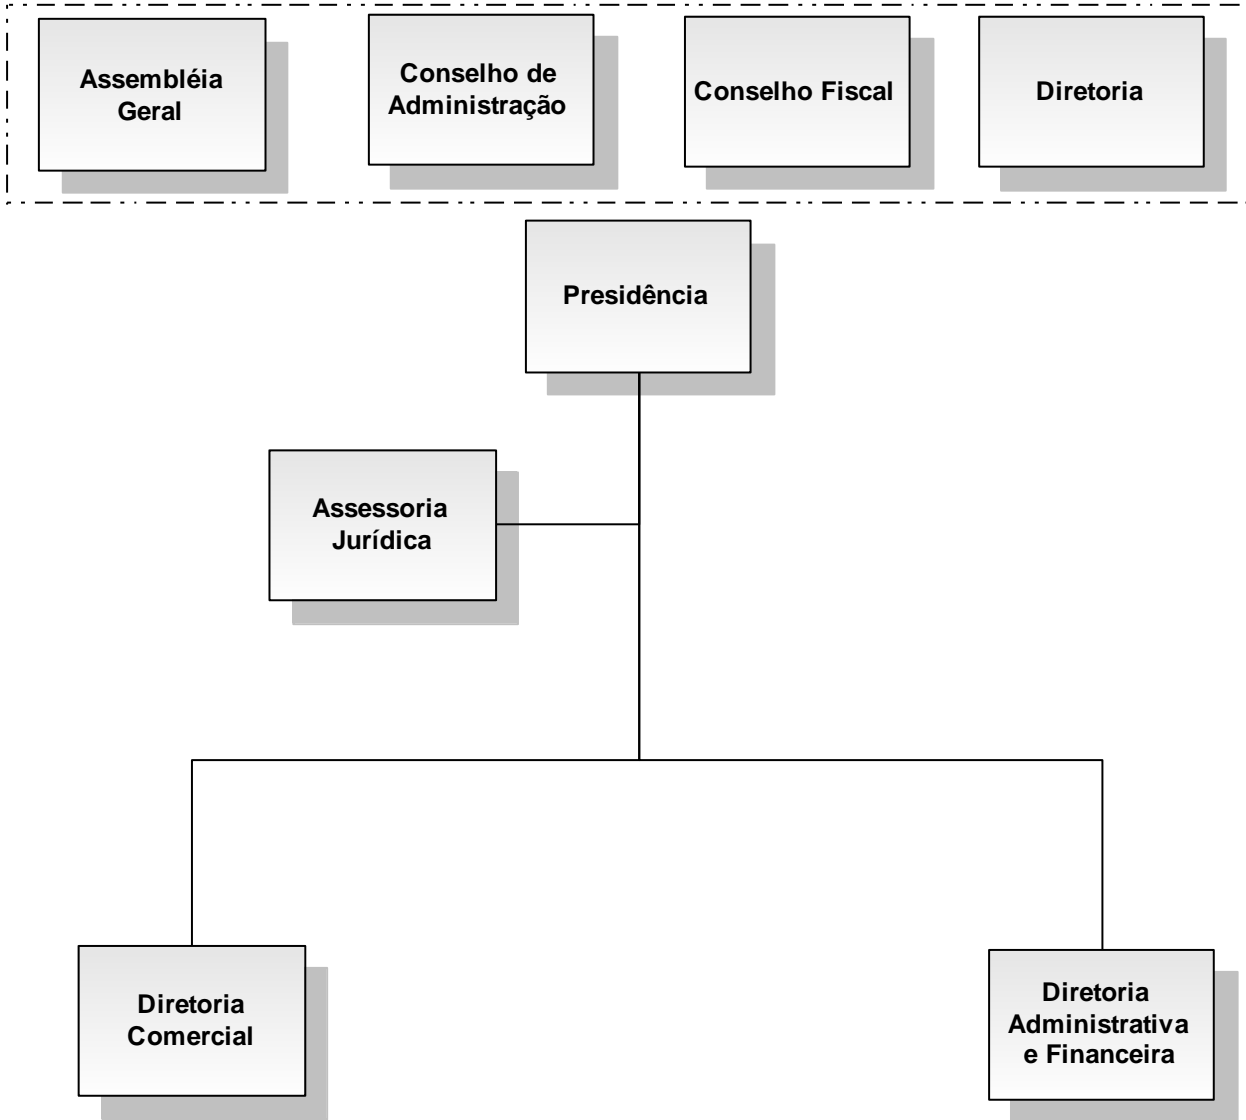 Assembléia
Geral
Conselho de
Administração
Conselho Fiscal
Diretoria
Presidência
Assessoria
Jurídica
Diretoria
Comercial
Diretoria
Administrativa
e Financeira